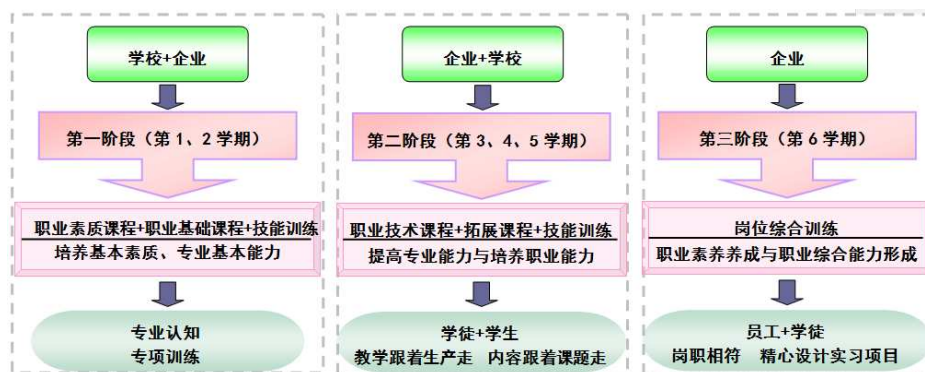 学校+企业
第一阶段（第 1、2 学期）
职业素质课程+职业基础课程+技能训练
培养基本素质、专业基本能力
专业认知
专项训练
企业+学校
第二阶段（第 3、4、5 学期）
职业技术课程+拓展课程+技能训练
提高专业能力与培养职业能力
学徒+学生
教学跟着生产走 内容跟着课题走
企业
第三阶段（第 6 学期）
岗位综合训练
职业素养养成与职业综合能力形成
员工+学徒
岗职相符 精心设计实习项目